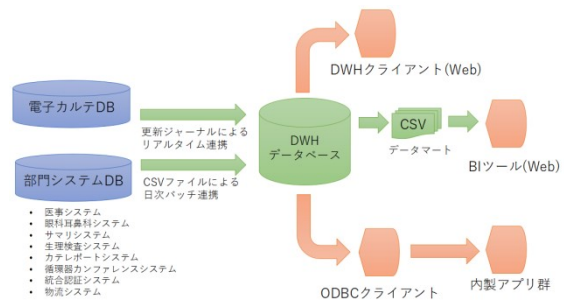 電子カルテDB
更新ジャーナルによる
リアルタイム連携
部門システムDB
CSVファイルによる
日次バッチ連携
• 医事システム
• 眼科耳鼻科システム
• サマリシステム
• 生理検査システム
• カテレポートシステム
• 循環器カンファレンスシステム
• 統合認証システム
• 物流システム
DWH
データベース
DWHクライアント(Web)
CSV
データマート
BIツール(Web)
ODBCクライアント
内製アプリ群